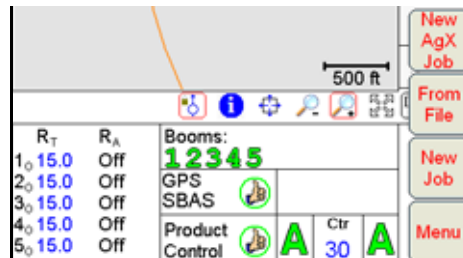 500 ft
New
AgX
Job
From
File
New
Job
Menu
RT RA
1 15.0 Off
2 15.0 Off
3 15.0 Off
4 15.0 Off
5 15.0 Off
Booms:
12345
GPS
SBAS
Product
Control
A
Ctr
30
A